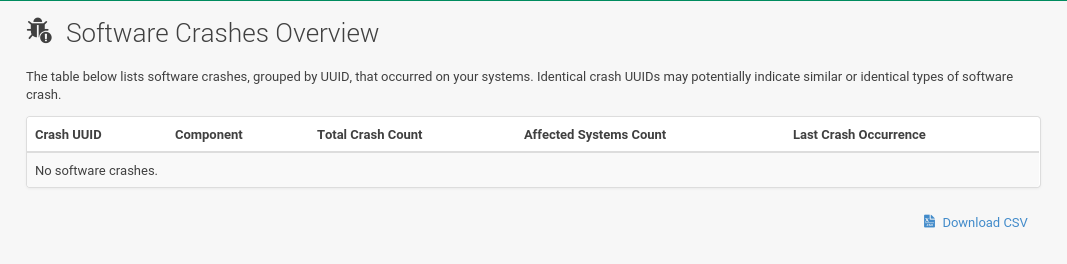 Software Crashes Overview
The table below lists software crashes, grouped by UUID, that occurred on your systems. Identical crash UUIDs may potentially indicate similar or identical types of software
crash.
Crash UUID Component Total Crash Count Affected Systems Count Last Crash Occurrence
No software crashes.
Download CSV